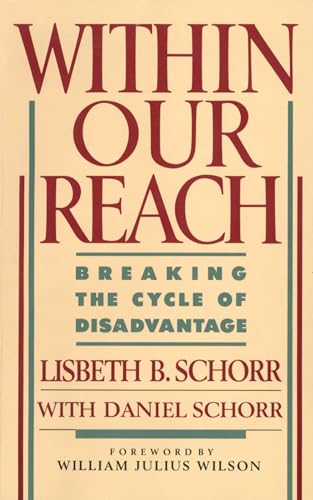 WITHIN
OUR
REACH
BREAKING
THE CYCLE OF
DISADVANTAGE
LISBETH B. SCHORR
WITH DANIEL SCHORR
FOREWORD BY
WILLIAM JULIUS WILSON